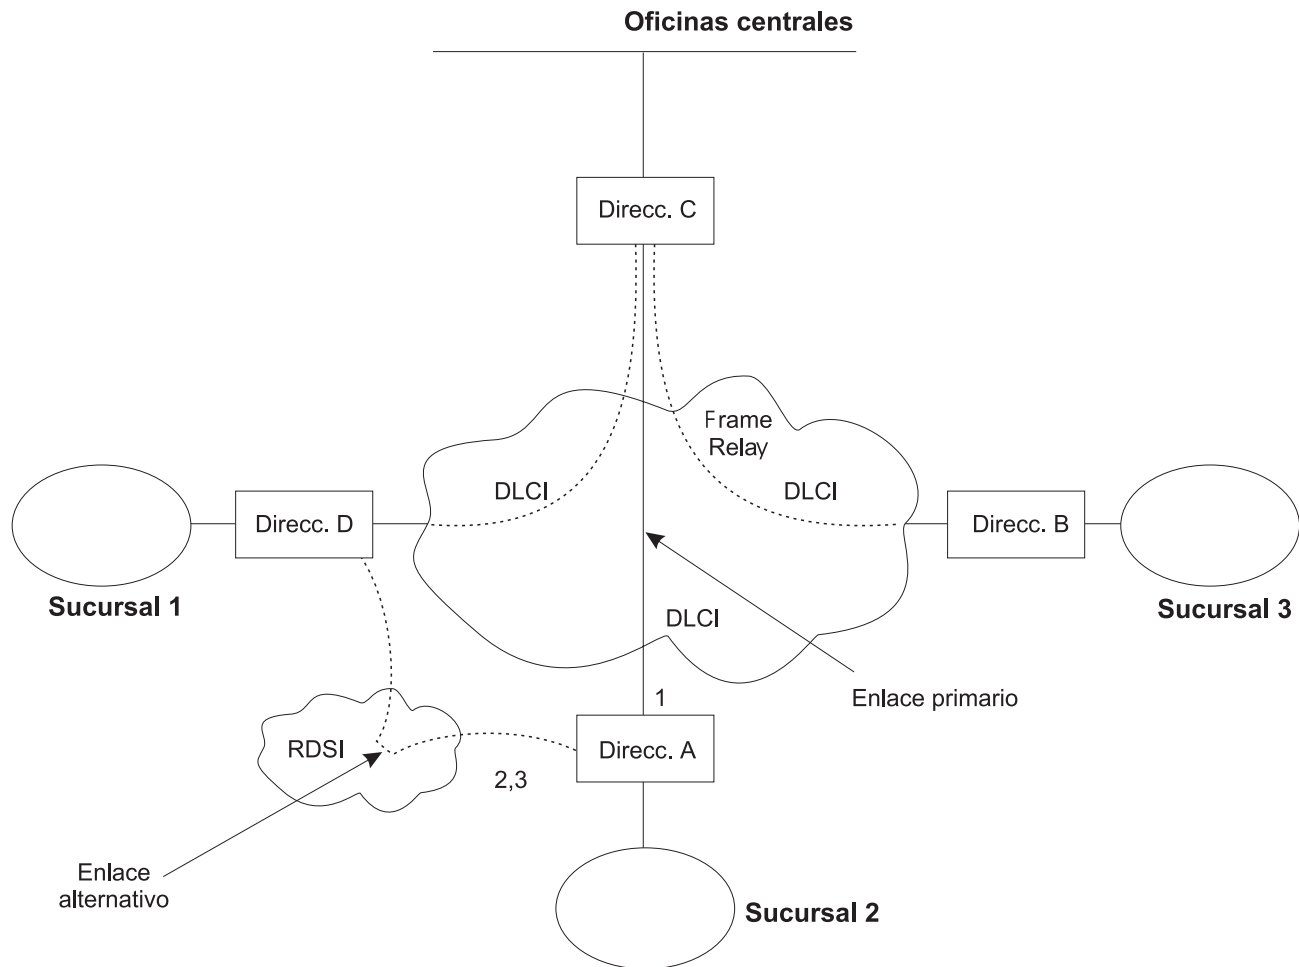 Oficinas centrales
Direcc. C
Frame
Relay
DLCI
DLCI
Direcc. D
Direcc. B
Sucursal 1
Sucursal 3
DLCI
Enlace primario
1
RDSI
Direcc. A
2,3
Enlace
alternativo
Sucursal 2